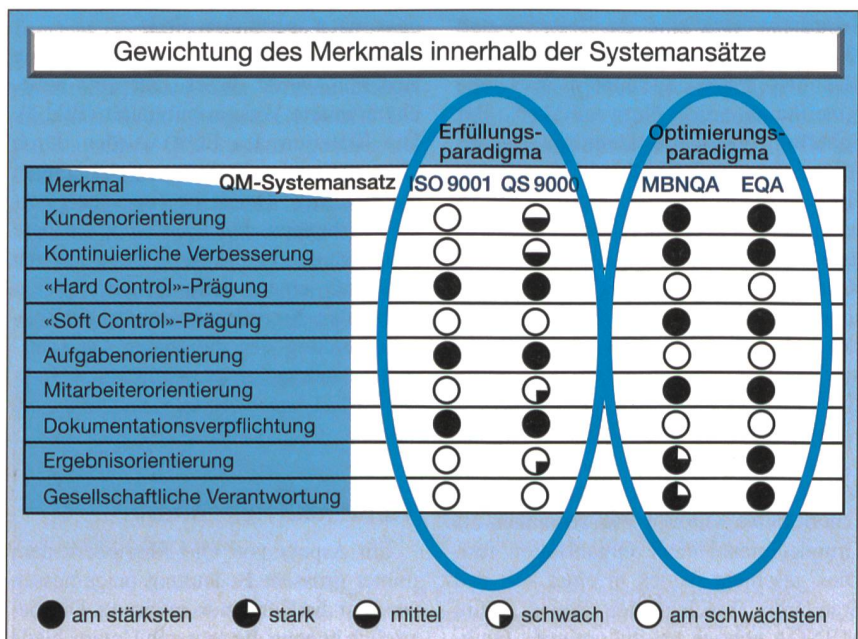 Gewichtung des Merkmals innerhalb der Systemansätze
Erfüllungs-
paradigma
Optimierungs-
paradigma
Merkmal QM-Systemansatz ISO 9001 QS 9000 MBNQA EQA
Kundenorientierung
Kontinuierliche Verbesserung
«Hard Control»-Prägung
«Soft Control»-Prägung
Aufgabenorientierung
Mitarbeiterorientierung
Dokumentationsverpflichtung
Ergebnisorientierung
Gesellschaftliche Verantwortung
am stärksten stark mittel schwach am schwächsten